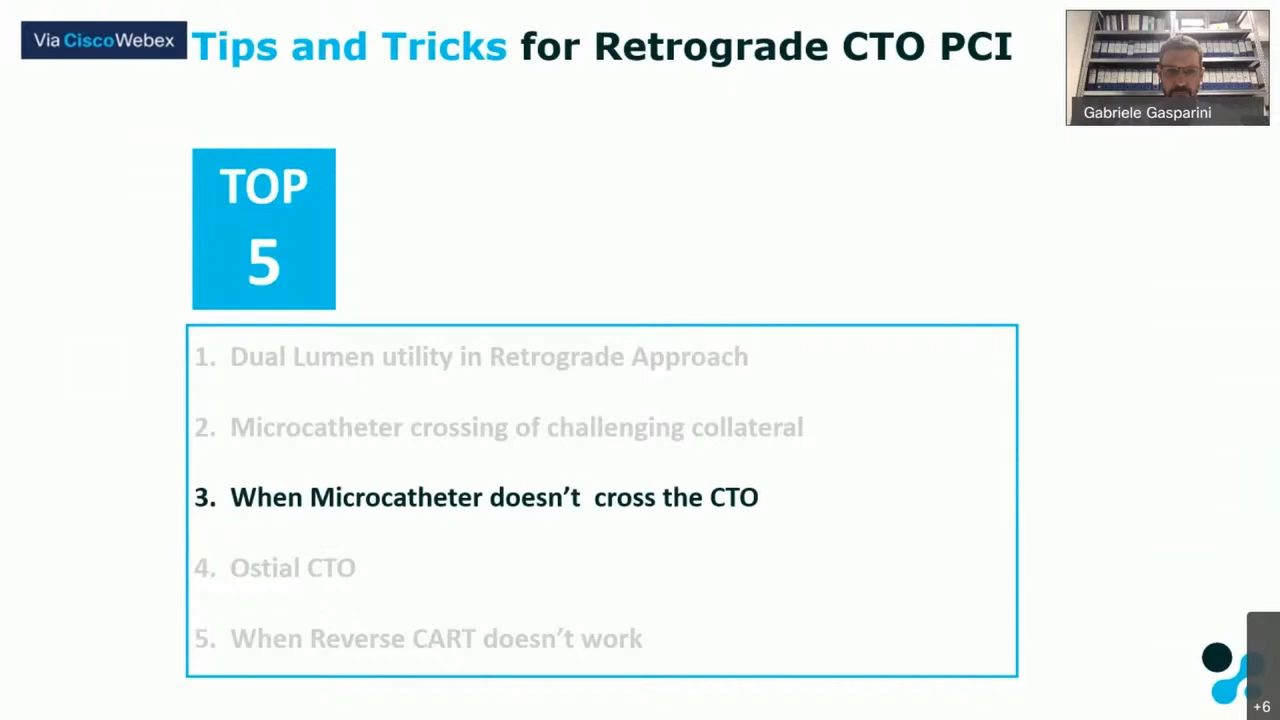 Via CiscoWebex
Tips and Tricks for Retrograde CTO PCI
Gabriele Gasparini
TOP
5
1. Dual Lumen utility in Retrograde Approach
2. Microcatheter crossing of challenging collateral
3. When Microcatheter doesn’t  cross the CTO
4. Ostial CTO
5. When Reverse CART doesn’t work
+6